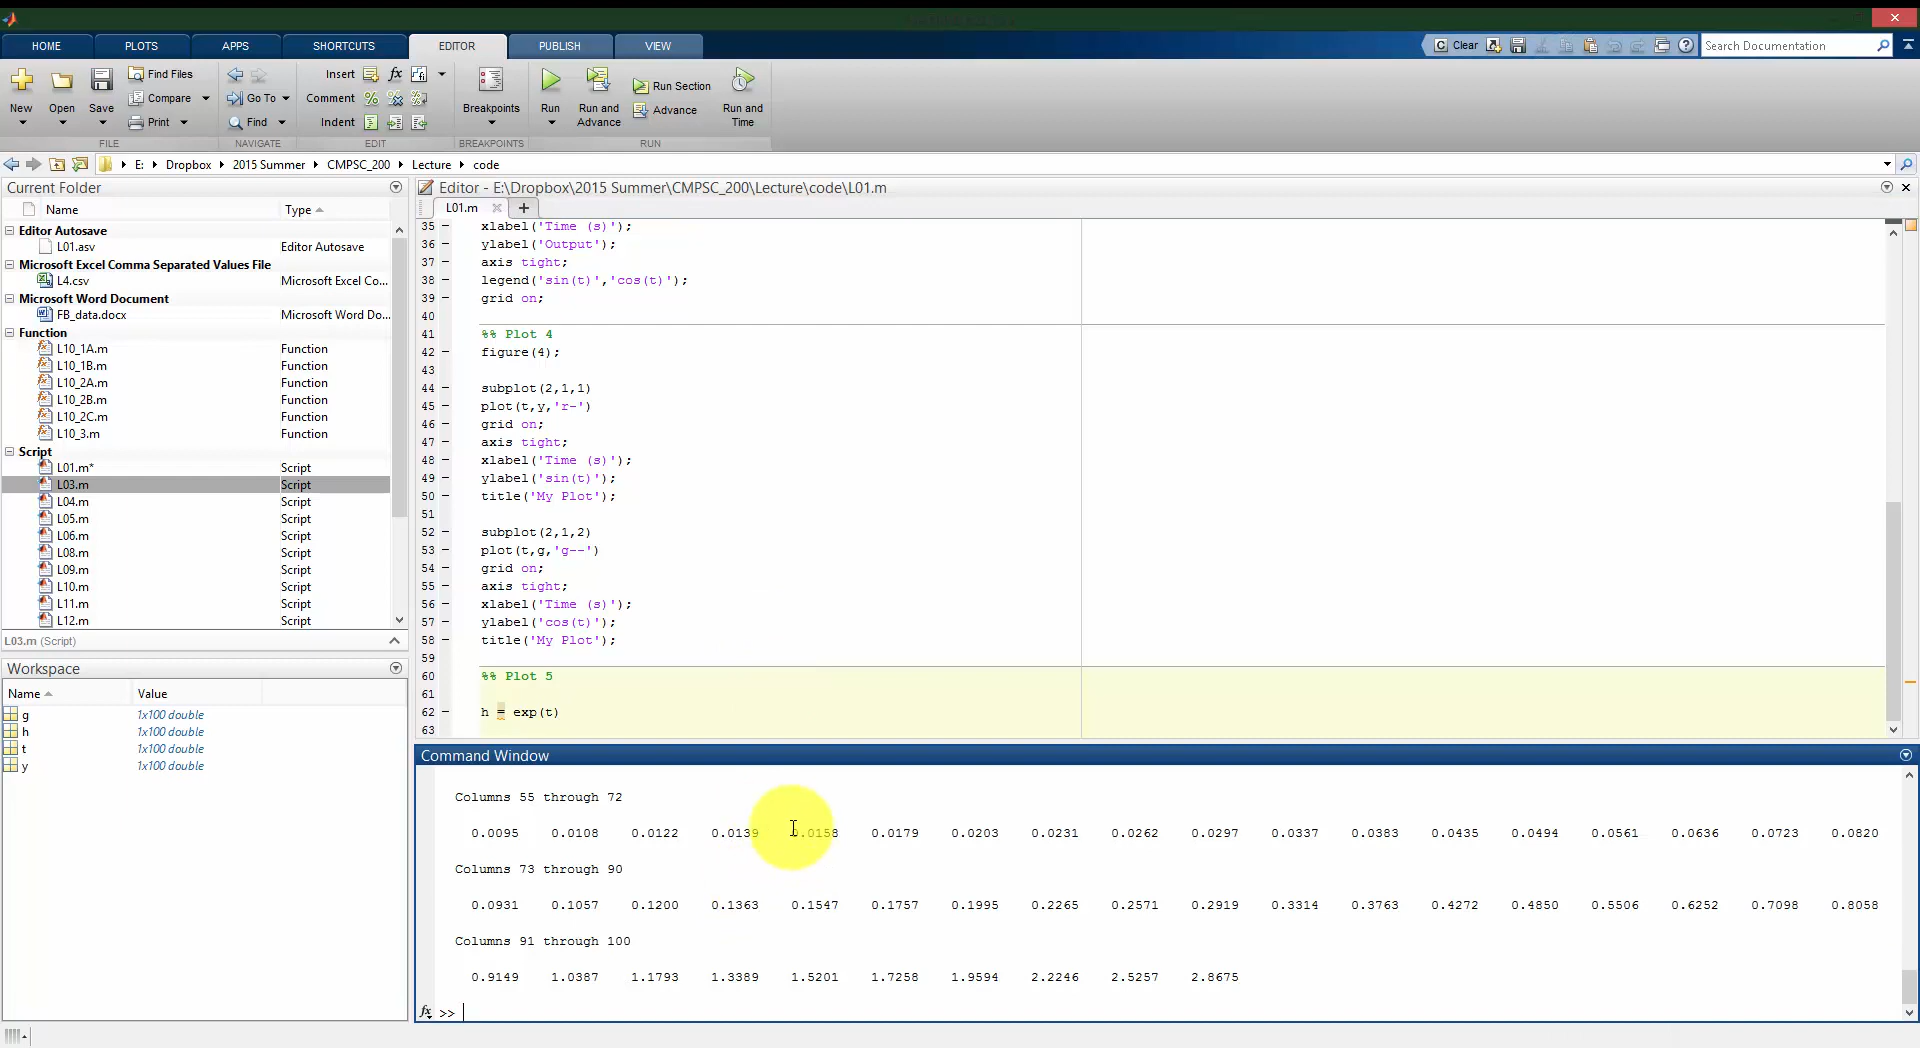 HOME PLOTS APPS SHORTCUTS EDITOR PUBLISH VIEW Clear Search Documentation
New Open Save Find Files Compare Print Go To Find Insert Comment Indent Breakpoints Run Run and Advance Run Section Advance Run and Time
FILE NAVIGATE EDIT BREAKPOINTS RUN
E: Dropbox 2015 Summer CMPSC_200 Lecture code
Current Folder
Name Type
Editor Autosave
L01.asv Editor Autosave
Microsoft Excel Comma Separated Values File
L4.csv Microsoft Excel Co...
Microsoft Word Document
FB_data.docx Microsoft Word Do...
Function
L10_1A.m Function
L10_1B.m Function
L10_2A.m Function
L10_2B.m Function
L10_2C.m Function
L10_3.m Function
Script
L01.m* Script
L03.m Script
L04.m Script
L05.m Script
L06.m Script
L08.m Script
L09.m Script
L10.m Script
L11.m Script
L12.m Script
L03.m (Script)
Workspace
Name Value
g 1x100 double
h 1x100 double
t 1x100 double
y 1x100 double
Editor - E:\Dropbox\2015 Summer\CMPSC_200\Lecture\code\L01.m
L01.m
35 – xlabel('Time (s)');
36 – ylabel('Output');
37 – axis tight;
38 – legend('sin(t)','cos(t)');
39 – grid on;
40
41 %% Plot 4
42 – figure(4);
43
44 – subplot(2,1,1)
45 – plot(t,y,'r-')
46 – grid on;
47 – axis tight;
48 – xlabel('Time (s)');
49 – ylabel('sin(t)');
50 – title('My Plot');
51
52 – subplot(2,1,2)
53 – plot(t,g,'g--')
54 – grid on;
55 – axis tight;
56 – xlabel('Time (s)');
57 – ylabel('cos(t)');
58 – title('My Plot');
59
60 %% Plot 5
61
62 – h = exp(t)
63
Command Window
Columns 55 through 72
0.0095 0.0108 0.0122 0.0139 0.0158 0.0179 0.0203 0.0231 0.0262 0.0297 0.0337 0.0383 0.0435 0.0494 0.0561 0.0636 0.0723 0.0820
Columns 73 through 90
0.0931 0.1057 0.1200 0.1363 0.1547 0.1757 0.1995 0.2265 0.2571 0.2919 0.3314 0.3763 0.4272 0.4850 0.5506 0.6252 0.7098 0.8058
Columns 91 through 100
0.9149 1.0387 1.1793 1.3389 1.5201 1.7258 1.9594 2.2246 2.5257 2.8675
fx >>